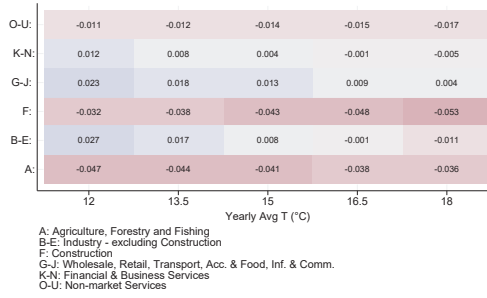 O-U: -0.011 -0.012 -0.014 -0.015 -0.017
K-N: 0.012 0.008 0.004 -0.001 -0.005
G-J: 0.023 0.018 0.013 0.009 0.004
F: -0.032 -0.038 -0.043 -0.048 -0.053
B-E: 0.027 0.017 0.008 -0.001 -0.011
A: -0.047 -0.044 -0.041 -0.038 -0.036
12 13.5 15 16.5 18
Yearly Avg T (°C)
A: Agriculture, Forestry and Fishing
B-E: Industry - excluding Construction
F: Construction
G-J: Wholesale, Retail, Transport, Acc. & Food, Inf. & Comm.
K-N: Financial & Business Services
O-U: Non-market Services